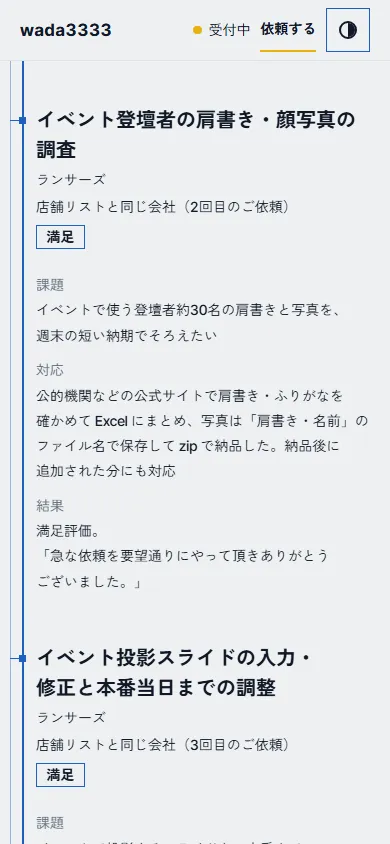 wada3333
受付中
依頼する
イベント登壇者の肩書き・顔写真の
調査
ランサーズ
店舗リストと同じ会社（2回目のご依頼）
満足
課題
イベントで使う登壇者約30名の肩書きと写真を、
週末の短い納期でそろえたい
対応
公的機関などの公式サイトで肩書き・ふりがなを
確かめて Excel にまとめ、写真は「肩書き・名前」の
ファイル名で保存して zip で納品した。納品後に
追加された分にも対応
結果
満足評価。
「急な依頼を要望通りにやって頂きありがとう
ございました。」
イベント投影スライドの入力・
修正と本番当日までの調整
ランサーズ
店舗リストと同じ会社（3回目のご依頼）
満足
課題